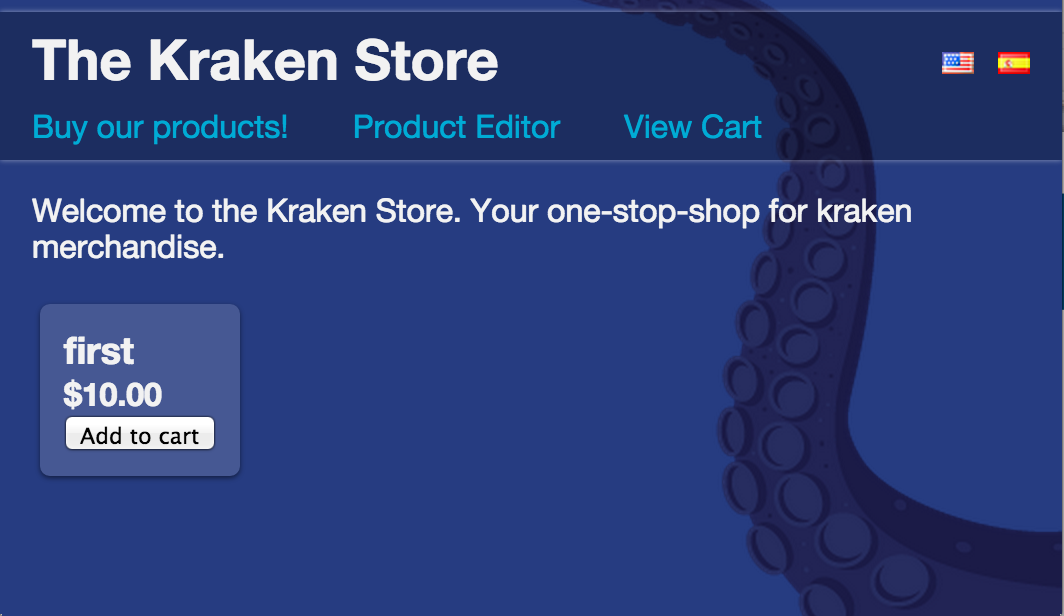 The Kraken Store
Buy our products! Product Editor View Cart
Welcome to the Kraken Store. Your one-stop-shop for kraken
merchandise.
first
$10.00
Add to cart